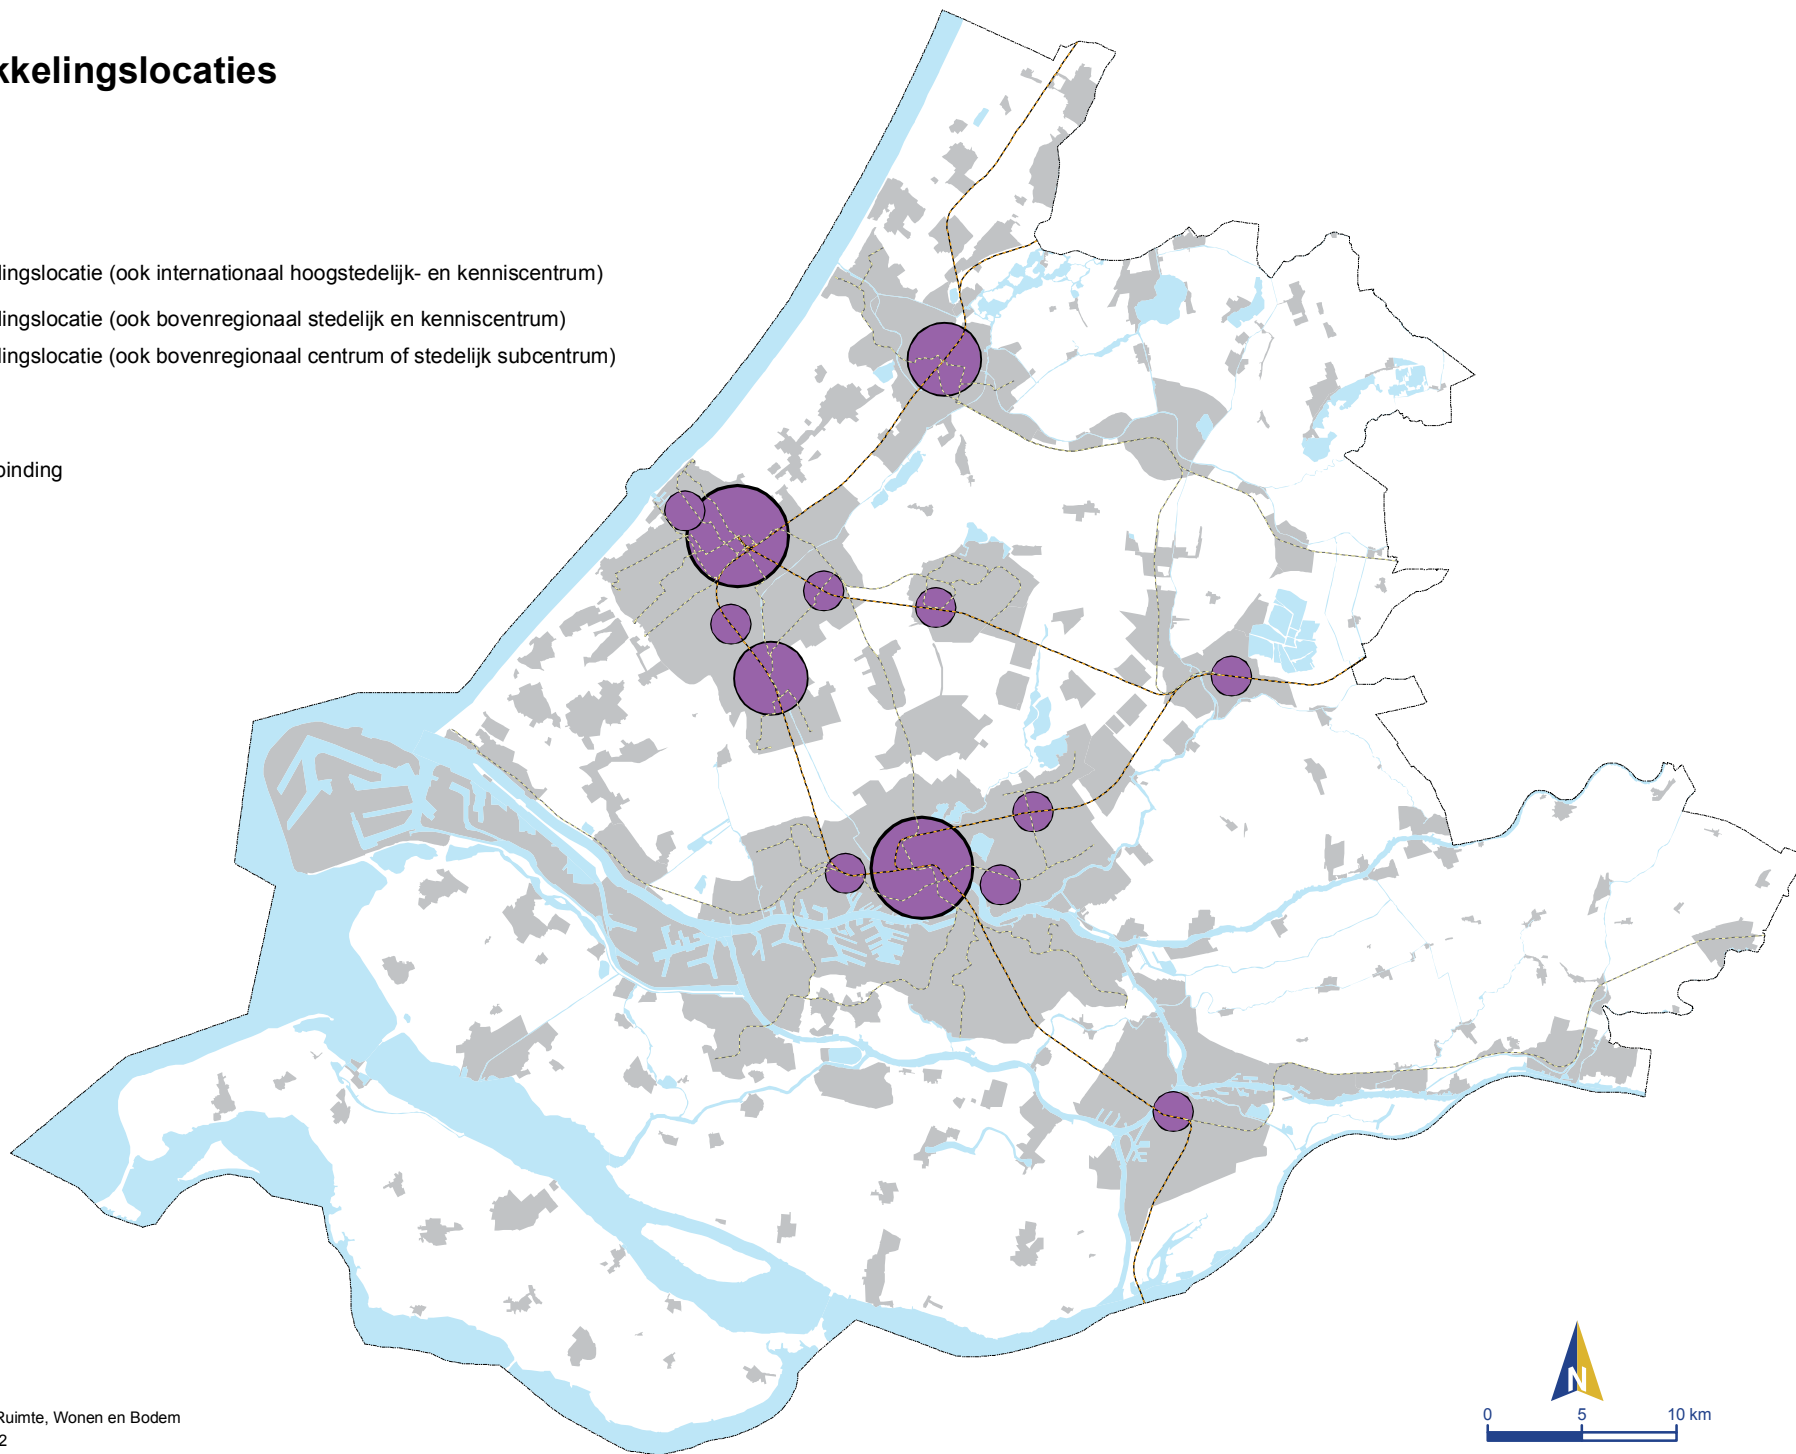 kkelingslocaties
lingslocatie (ook internationaal hoogstedelijk- en kenniscentrum)
lingslocatie (ook bovenregionaal stedelijk en kenniscentrum)
lingslocatie (ook bovenregionaal centrum of stedelijk subcentrum)
binding
Ruimte, Wonen en Bodem
2
N
0 5 10 km